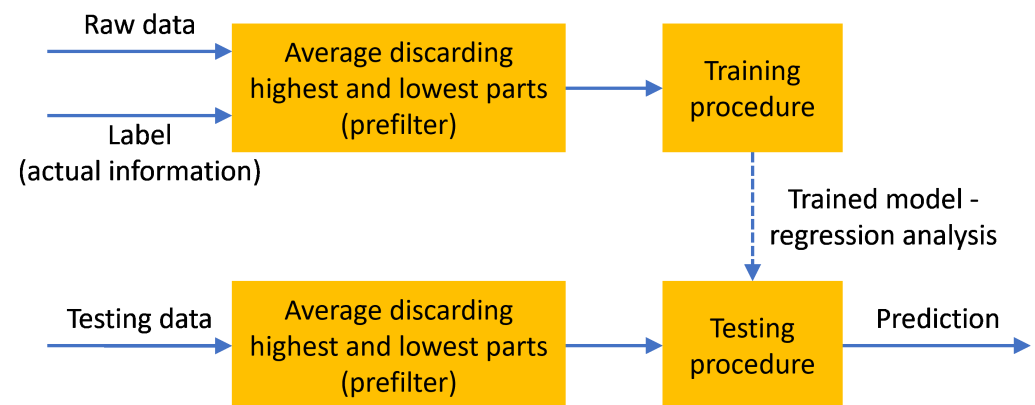 Raw data
Label
(actual information)
Average discarding
highest and lowest parts
(prefilter)
Training
procedure
Trained model -
regression analysis
Testing data
Average discarding
highest and lowest parts
(prefilter)
Testing
procedure
Prediction